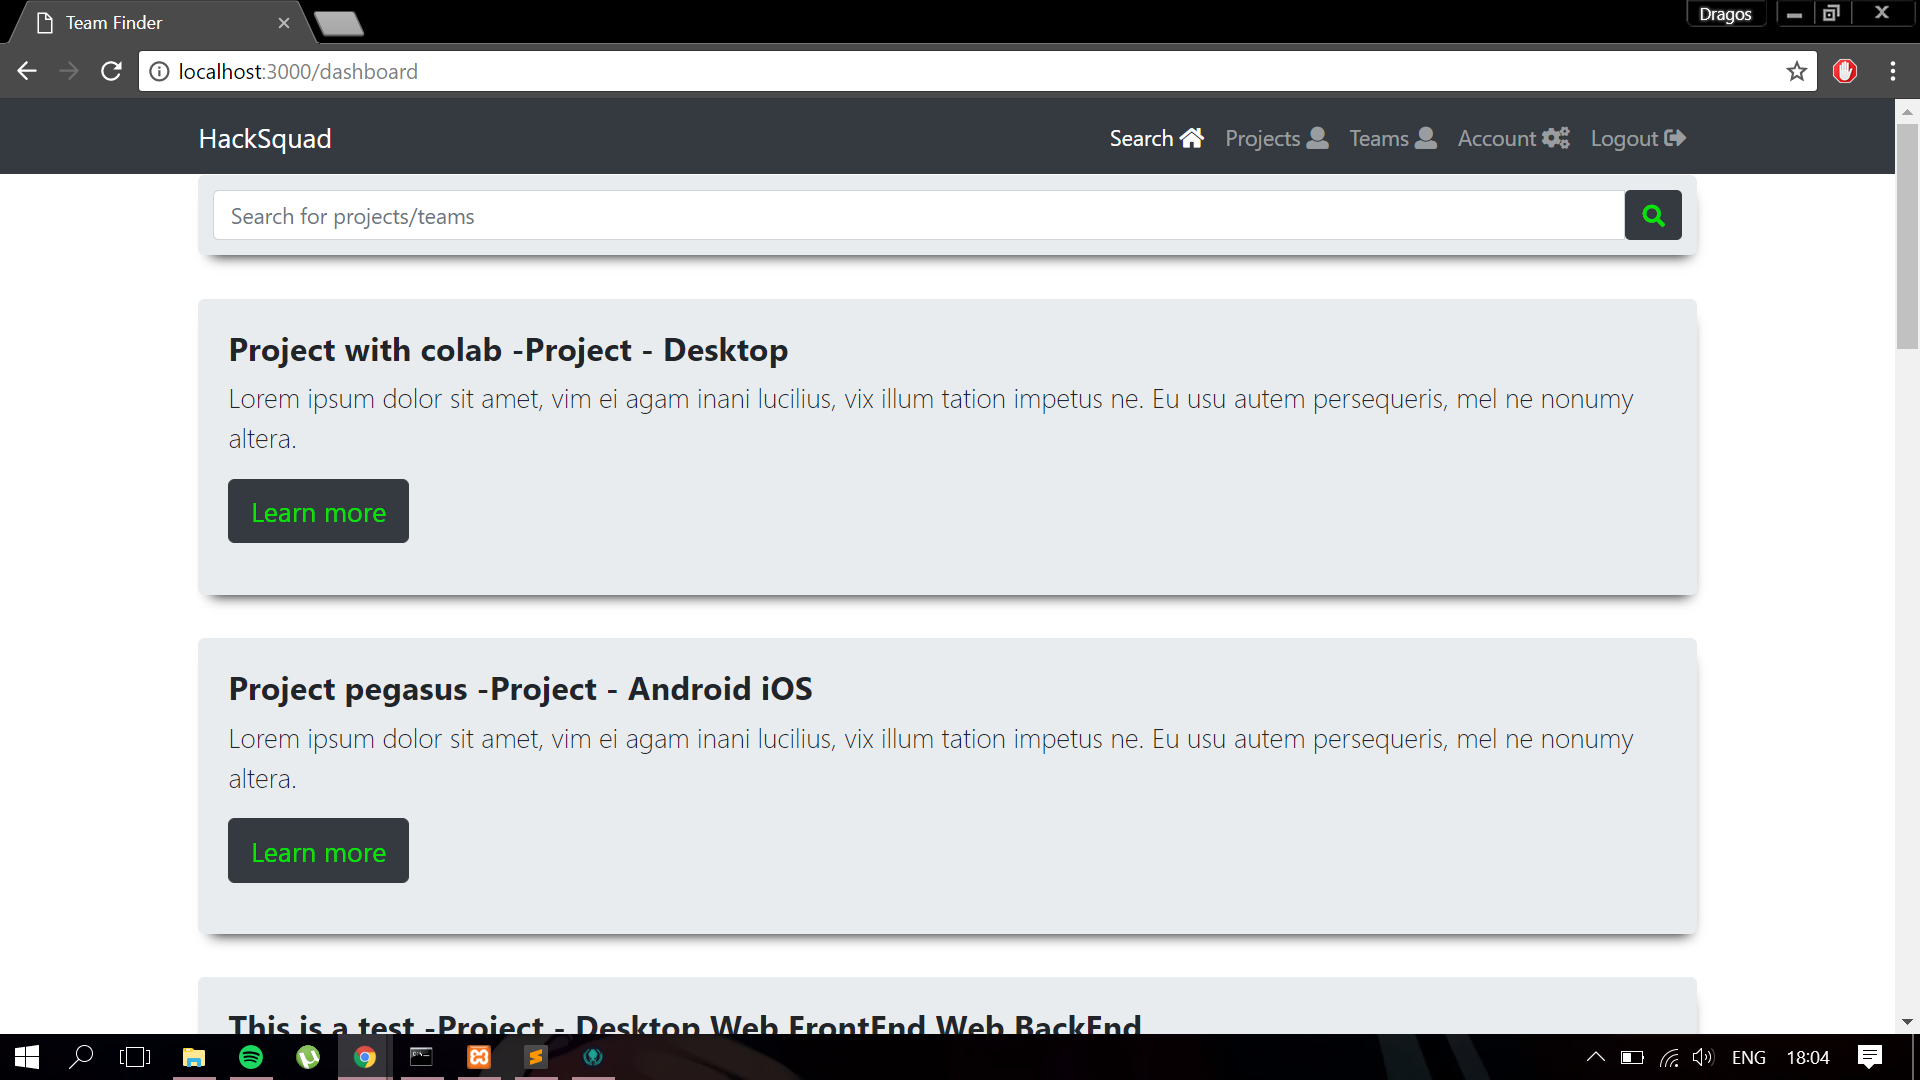 Team Finder
Dragos
localhost:3000/dashboard
HackSquad
Search Projects Teams Account Logout
Search for projects/teams
Project with colab -Project - Desktop
Lorem ipsum dolor sit amet, vim ei agam inani lucilius, vix illum tation impetus ne. Eu usu autem persequeris, mel ne nonumy
altera.
Learn more
Project pegasus -Project - Android iOS
Lorem ipsum dolor sit amet, vim ei agam inani lucilius, vix illum tation impetus ne. Eu usu autem persequeris, mel ne nonumy
altera.
Learn more
This is a test -Project - Desktop Web FrontEnd Web BackEnd
ENG 18:04